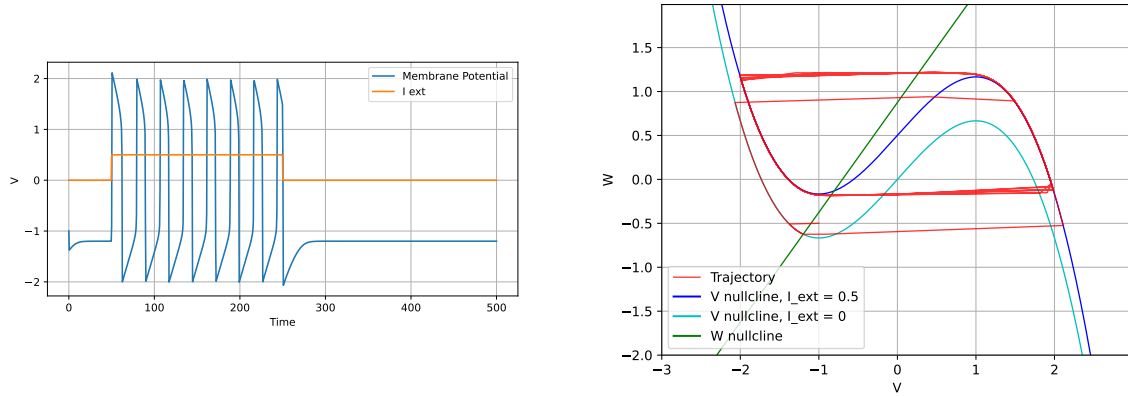 2
1
0
−1
−2
V
0
100
200
300
400
500
Time
Membrane Potential
I ext
1.5
1.0
0.5
0.0
−0.5
−1.0
−1.5
−2.0
W
−3
−2
−1
0
1
2
V
Trajectory
V nullcline, I_ext = 0.5
V nullcline, I_ext = 0
W nullcline